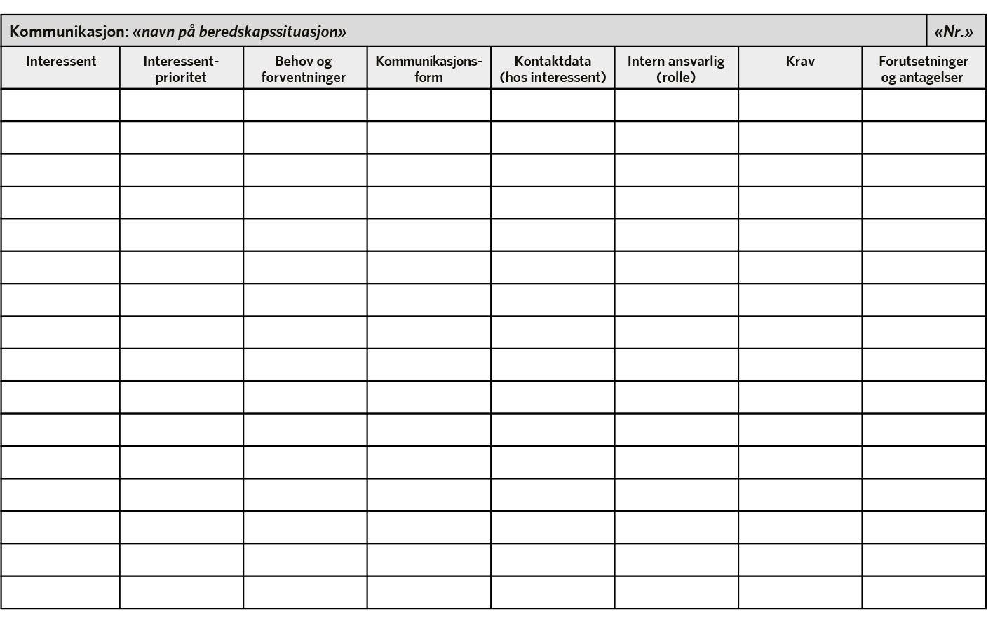 Kommunikasjon: «navn på beredskapssituasjon» «Nr.»
Interessent
Interessent-
prioritet
Behov og
forventninger
Kommunikasjons-
form
Kontaktdata
(hos interessent)
Intern ansvarlig
(rolle)
Krav
Forutsetninger
og antagelser